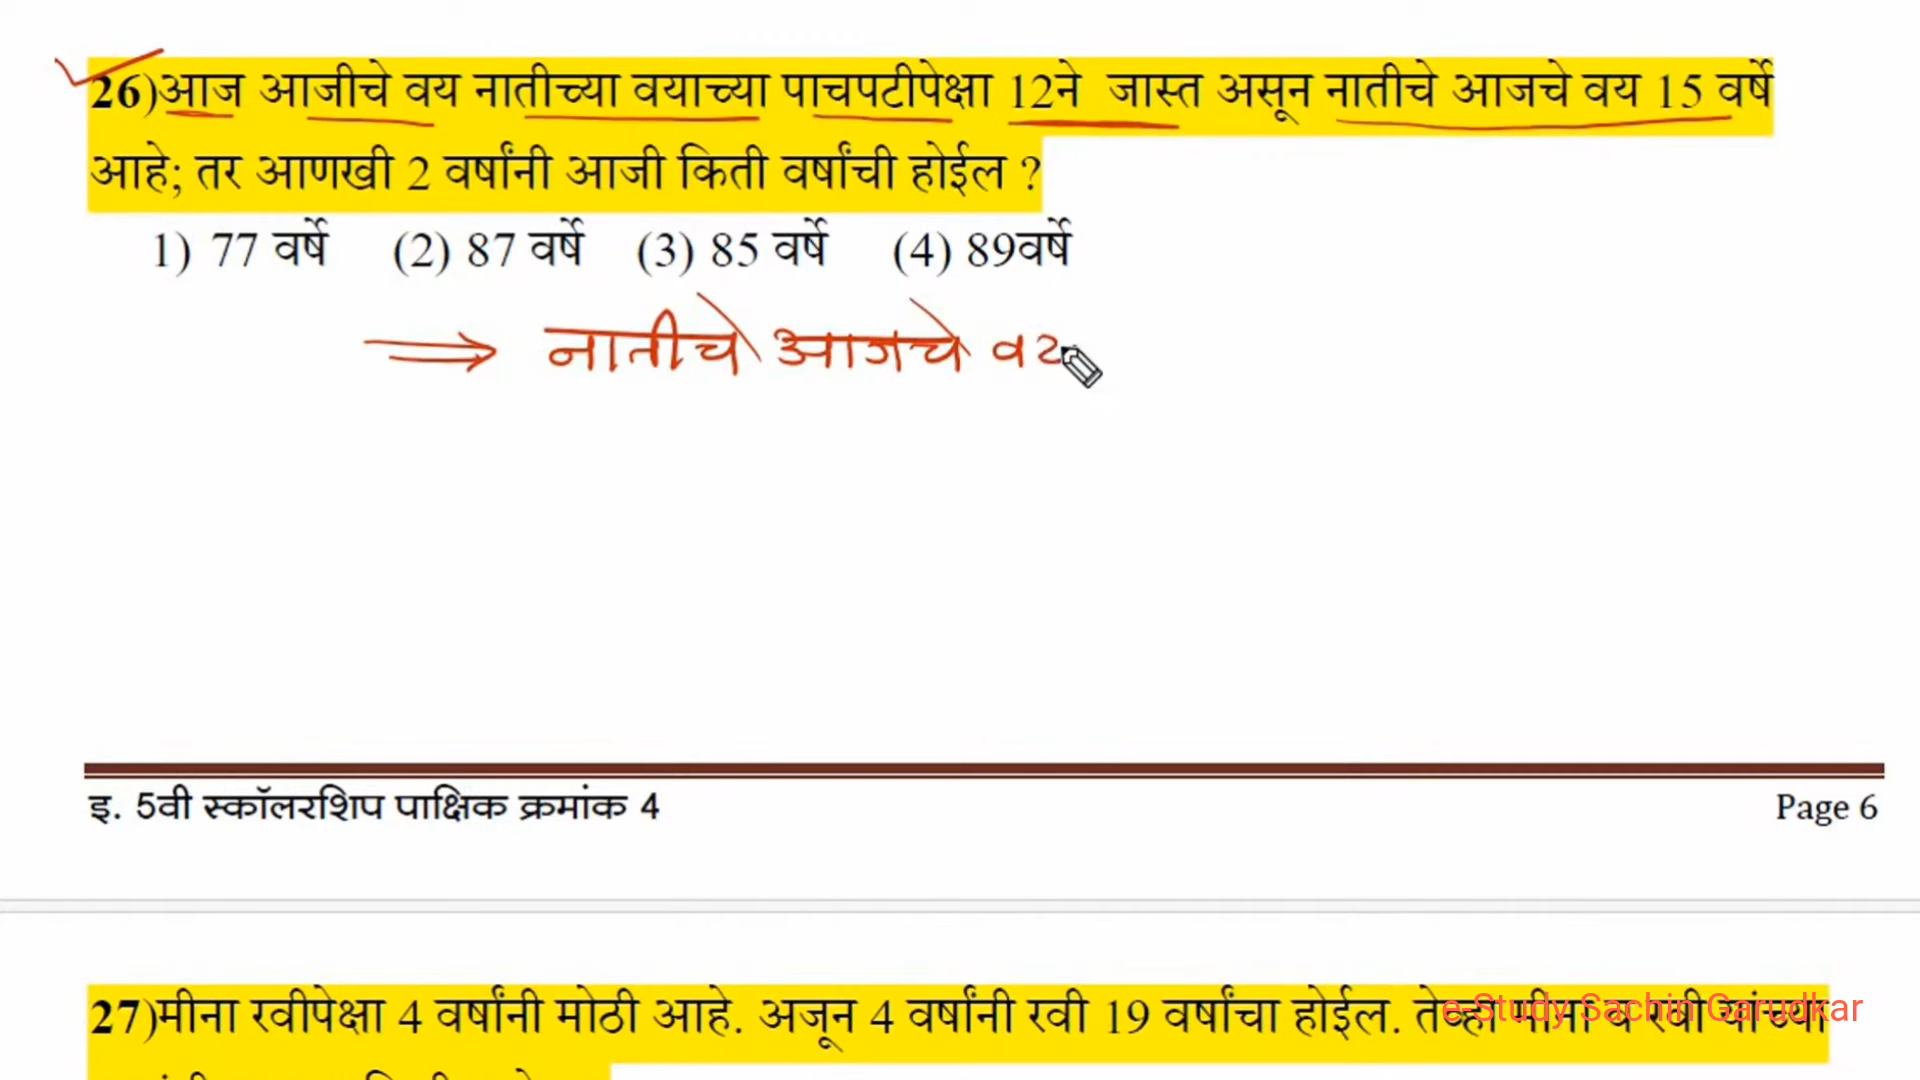 26)आज आजीचे वय नातीच्या वयाच्या पाचपटीपेक्षा 12ने जास्त असून नातीचे आजचे वय 15 वर्षे
आहे; तर आणखी 2 वर्षांनी आजी किती वर्षांची होईल ?
1) 77 वर्षे (2) 87 वर्षे (3) 85 वर्षे (4) 89वर्षे
⇒ नातीचे आजचे व
इ. 5वी स्कॉलरशिप पाक्षिक क्रमांक 4 Page 6
27)मीना रवीपेक्षा 4 वर्षांनी मोठी आहे. अजून 4 वर्षांनी रवी 19 वर्षांचा होईल. तेव्हा मीना व रवी यांच्या
e-Study Sachin Garudkar